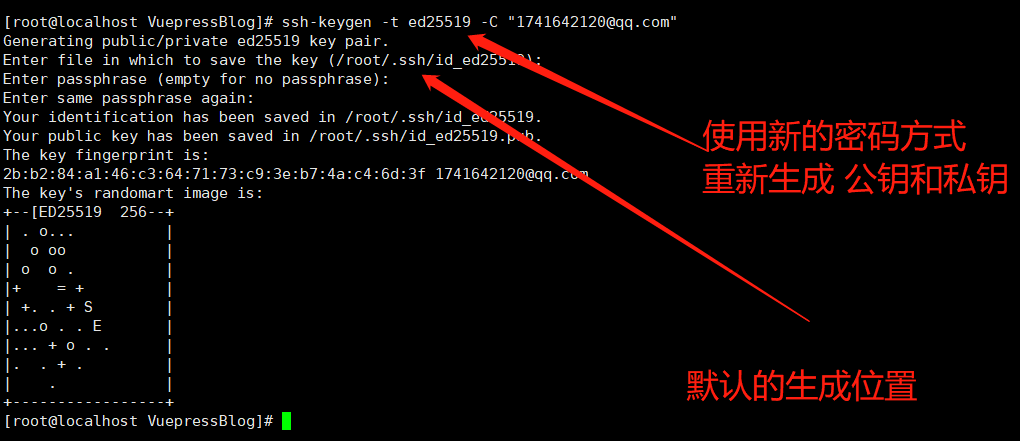 [root@localhost VuepressBlog]# ssh-keygen -t ed25519 -C "1741642120@qq.com"
Generating public/private ed25519 key pair.
Enter file in which to save the key (/root/.ssh/id_ed25519):
Enter passphrase (empty for no passphrase):
Enter same passphrase again:
Your identification has been saved in /root/.ssh/id_ed25519.
Your public key has been saved in /root/.ssh/id_ed25519.pub.
The key fingerprint is:
2b:b2:84:a1:46:c3:64:71:73:c9:3e:b7:4a:c4:6d:3f 1741642120@qq.com
The key's randomart image is:
+--[ED25519  256--+
| . o...          |
|  o oo           |
| o  o .          |
|+    = +         |
| +. . + S        |
|...o . . E       |
|... + o . .      |
|.  . + .         |
|    .            |
+-----------------+
[root@localhost VuepressBlog]#
使用新的密码方式
重新生成 公钥和私钥
默认的生成位置